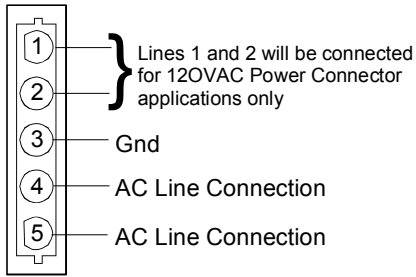 1
Lines 1 and 2 will be connected
for 12OVAC Power Connector
2
applications only
3 Gnd
4 AC Line Connection
5 AC Line Connection